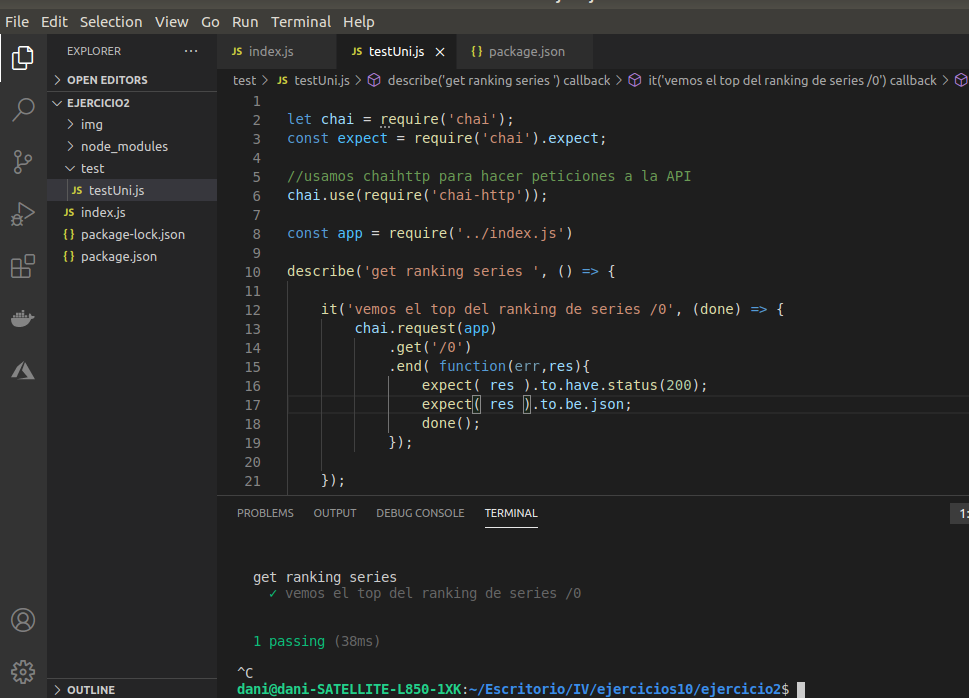 File Edit Selection View Go Run Terminal Help
EXPLORER ...
OPEN EDITORS
EJERCICIO2
img
node_modules
test
JS testUni.js
JS index.js
{} package-lock.json
{} package.json
OUTLINE
JS index.js JS testUni.js × {} package.json
test > JS testUni.js > describe('get ranking series ') callback > it('vemos el top del ranking de series /0') callback >
1
2 let chai = require('chai');
3 const expect = require('chai').expect;
4
5 //usamos chaihttp para hacer peticiones a la API
6 chai.use(require('chai-http'));
7
8 const app = require('../index.js')
9
10 describe('get ranking series ', () => {
11
12 it('vemos el top del ranking de series /0', (done) => {
13 chai.request(app)
14 .get('/0')
15 .end( function(err,res){
16 expect( res ).to.have.status(200);
17 expect( res ).to.be.json;
18 done();
19 });
20
21 });
PROBLEMS OUTPUT DEBUG CONSOLE TERMINAL 1:
get ranking series
✓ vemos el top del ranking de series /0
1 passing (38ms)
^C
dani@dani-SATELLITE-L850-1XK:~/Escritorio/IV/ejercicios10/ejercicio2$